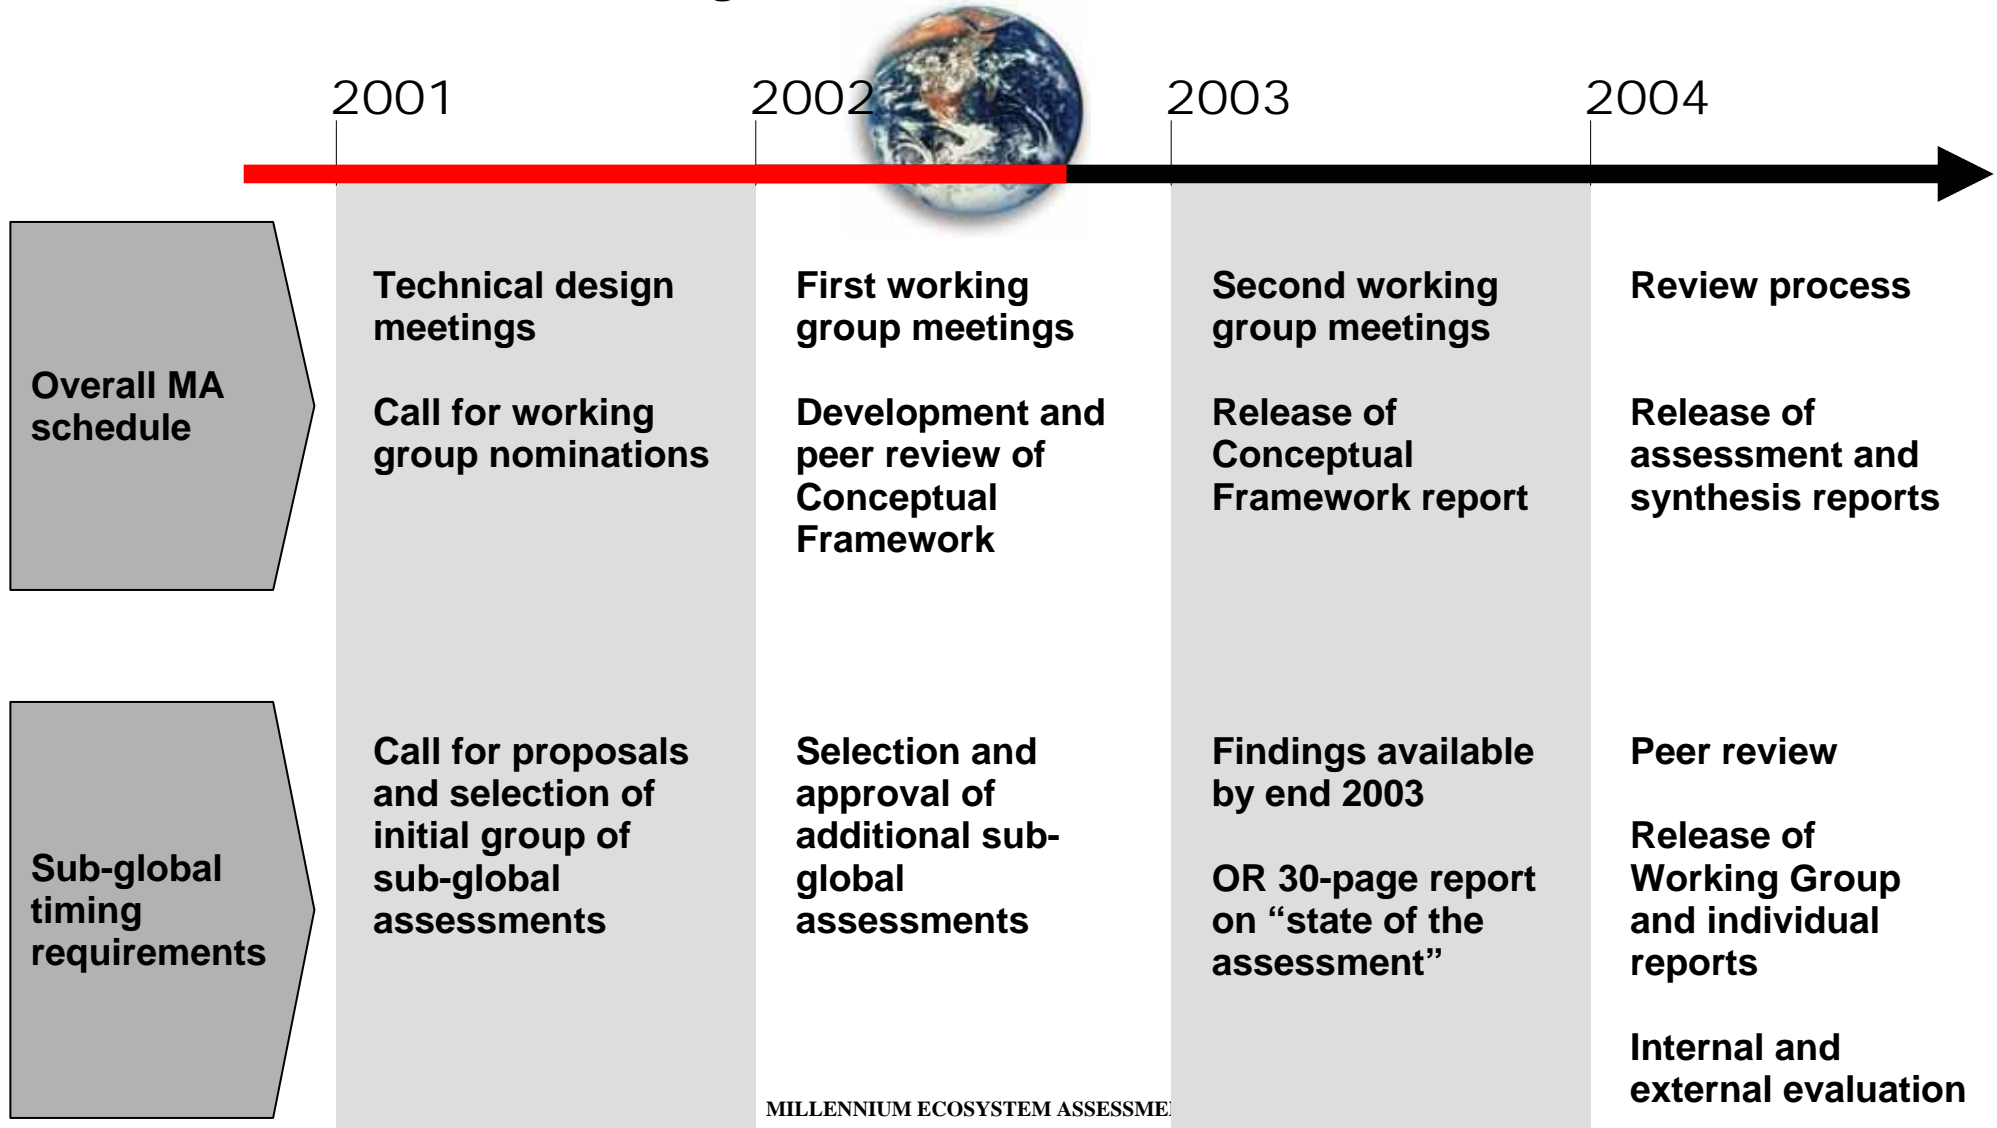 2001
2002
2003
2004
Overall MA
schedule
Technical design
meetings
Call for working
group nominations
First working
group meetings
Development and
peer review of
Conceptual
Framework
Second working
group meetings
Release of
Conceptual
Framework report
Review process
Release of
assessment and
synthesis reports
Sub-global
timing
requirements
Call for proposals
and selection of
initial group of
sub-global
assessments
Selection and
approval of
additional sub-
global
assessments
Findings available
by end 2003
OR 30-page report
on “state of the
assessment”
Peer review
Release of
Working Group
and individual
reports
Internal and
external evaluation
MILLENNIUM ECOSYSTEM